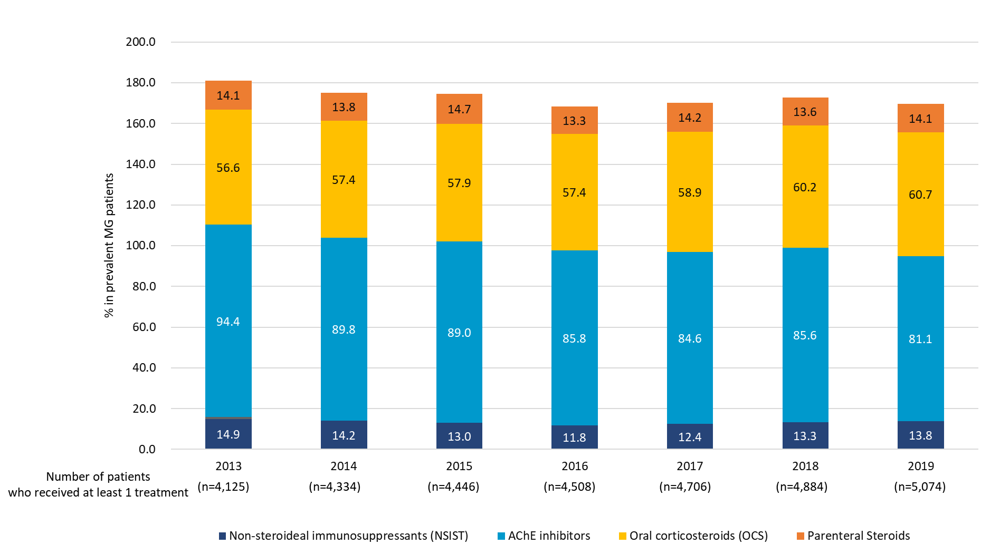 200.0
180.0
160.0
140.0
120.0
100.0
80.0
60.0
40.0
20.0
0.0
% in prevalent MG patients
14.1 13.8 14.7 13.3 14.2 13.6 14.1
56.6 57.4 57.9 57.4 58.9 60.2 60.7
94.4 89.8 89.0 85.8 84.6 85.6 81.1
14.9 14.2 13.0 11.8 12.4 13.3 13.8
2013 2014 2015 2016 2017 2018 2019
Number of patients
who received at least 1 treatment (n=4,125) (n=4,334) (n=4,446) (n=4,508) (n=4,706) (n=4,884) (n=5,074)
Non-steroideal immunosuppressants (NSIST) AChE inhibitors Oral corticosteroids (OCS) Parenteral Steroids